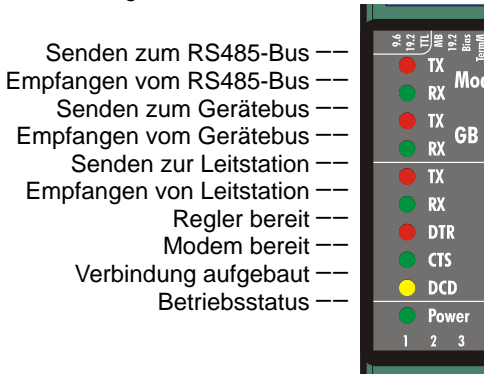 Senden zum RS485-Bus
Empfangen vom RS485-Bus
Senden zum Gerätebus
Empfangen vom Gerätebus
Senden zur Leitstation
Empfangen von Leitstation
Regler bereit
Modem bereit
Verbindung aufgebaut
Betriebsstatus
9.6
19.2
TTL
MB
19.2
Bias
TX
RX
TX
GB
RX
TX
RX
DTR
CTS
DCD
Power
1 2 3